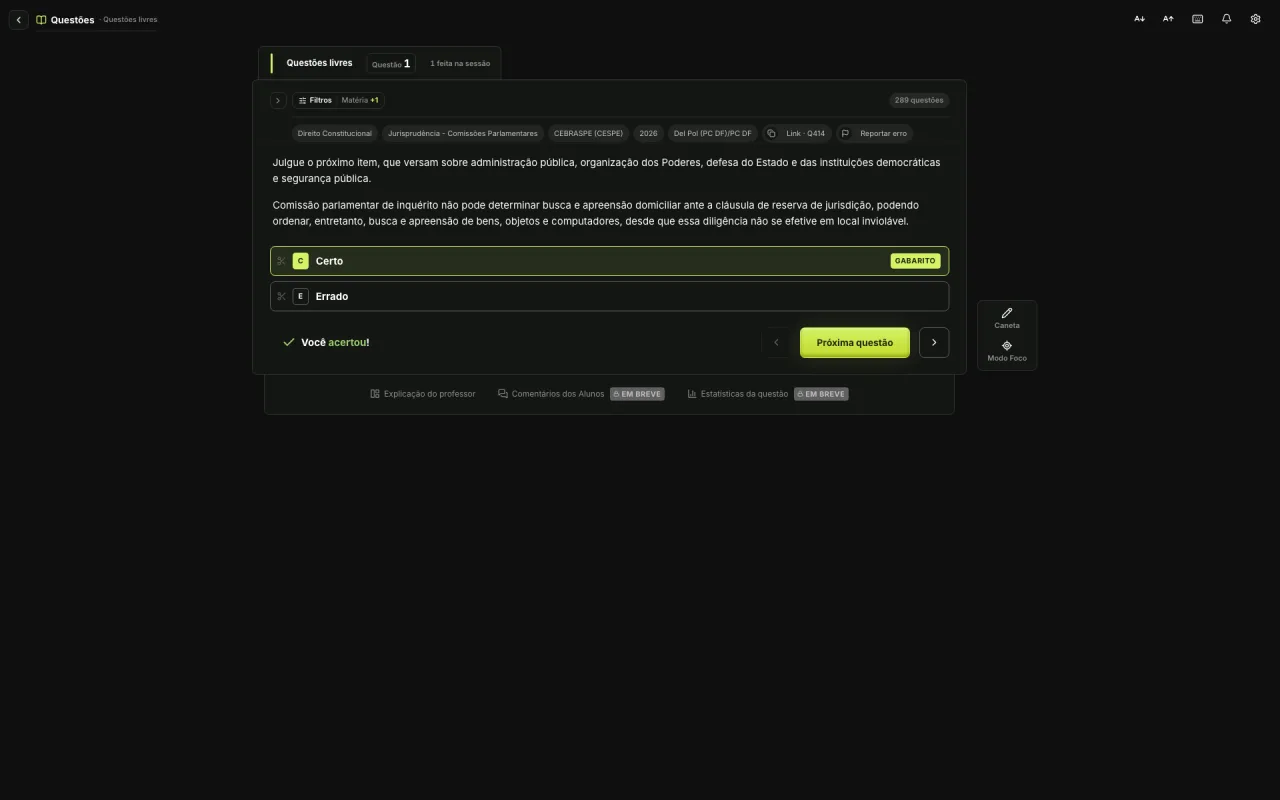 Questões · Questões livres
A↓ A↑
Questões livres Questão 1 1 feita na sessão
Filtros Matéria +1 289 questões
Direito Constitucional Jurisprudência - Comissões Parlamentares CEBRASPE (CESPE) 2026 Del Pol (PC DF)/PC DF Link · Q414 Reportar erro
Julgue o próximo item, que versam sobre administração pública, organização dos Poderes, defesa do Estado e das instituições democráticas
e segurança pública.
Comissão parlamentar de inquérito não pode determinar busca e apreensão domiciliar ante a cláusula de reserva de jurisdição, podendo
ordenar, entretanto, busca e apreensão de bens, objetos e computadores, desde que essa diligência não se efetive em local inviolável.
C Certo GABARITO
E Errado
Você acertou! Próxima questão
Caneta
Modo Foco
Explicação do professor Comentários dos Alunos EM BREVE Estatísticas da questão EM BREVE